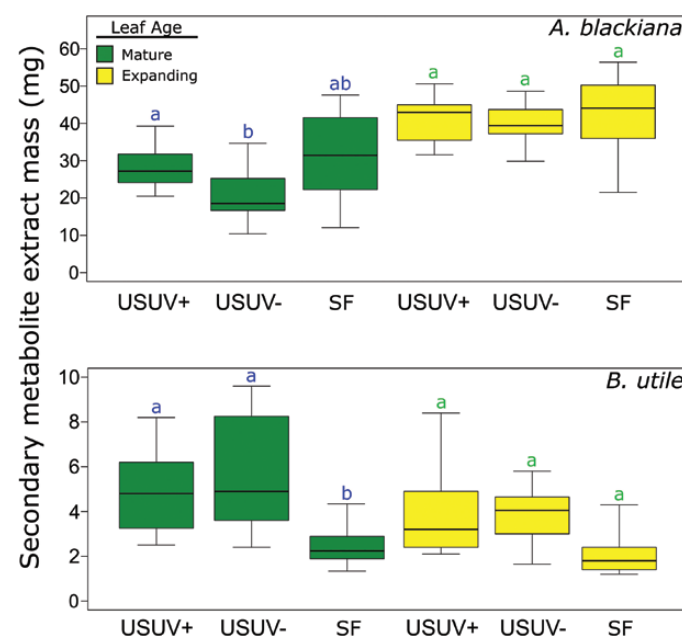 Secondary metabolite extract mass (mg)
A. blackiana
Leaf Age
Mature
Expanding
60
50
40
30
20
10
0
a
b
ab
a
a
a
USUV+ USUV- SF USUV+ USUV- SF
B. utile
10
8
6
4
2
0
a
a
b
a
a
a
USUV+ USUV- SF USUV+ USUV- SF